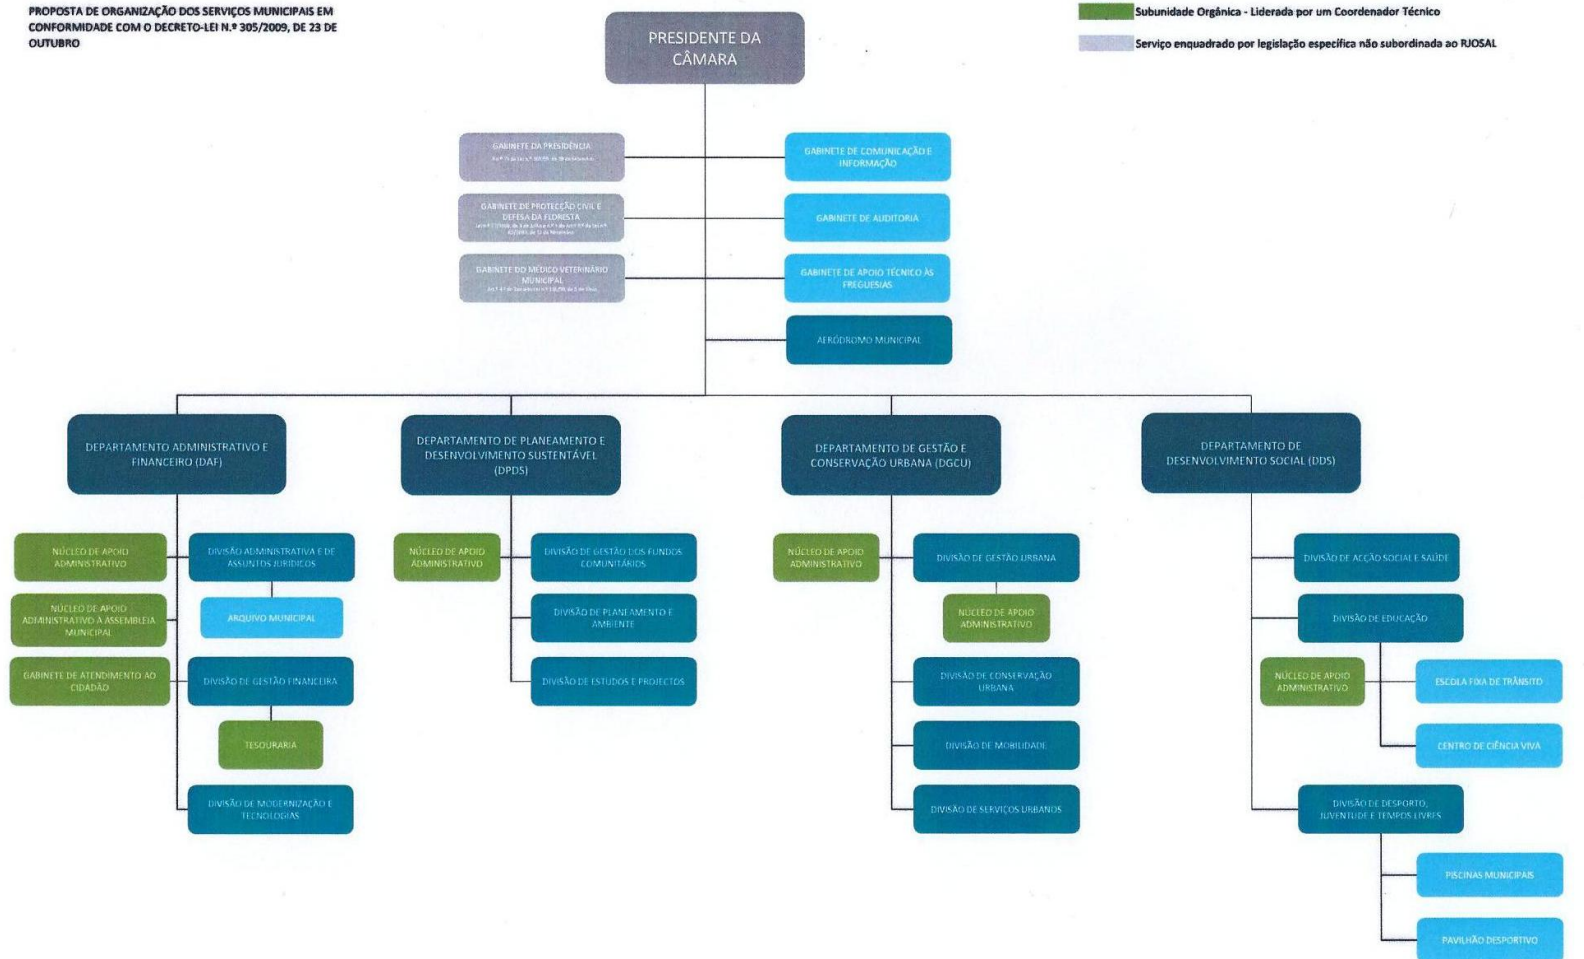 PROPOSTA DE ORGANIZAÇÃO DOS SERVIÇOS MUNICIPAIS EM
CONFORMIDADE COM O DECRETO-LEI N.º 305/2009, DE 23 DE
OUTUBRO
Subunidade Orgânica - Liderada por um Coordenador Técnico
Serviço enquadrado por legislação específica não subordinada ao RJOSAL
PRESIDENTE DA
CÂMARA
GABINETE DA PRESIDÊNCIA
GABINETE DE COMUNICAÇÃO E
INFORMAÇÃO
GABINETE DE PROTECÇÃO CIVIL E
DEFESA DA FLORESTA
GABINETE DE AUDITORIA
GABINETE DO MÉDICO VETERINÁRIO
MUNICIPAL
GABINETE DE APOIO TÉCNICO ÀS
FREGUESIAS
AERÓDROMO MUNICIPAL
DEPARTAMENTO ADMINISTRATIVO E
FINANCEIRO (DAF)
DEPARTAMENTO DE PLANEAMENTO E
DESENVOLVIMENTO SUSTENTÁVEL
(DPDS)
DEPARTAMENTO DE GESTÃO E
CONSERVAÇÃO URBANA (DGCU)
DEPARTAMENTO DE
DESENVOLVIMENTO SOCIAL (DDS)
NÚCLEO DE APOIO
ADMINISTRATIVO
DIVISÃO ADMINISTRATIVA E DE
ASSUNTOS JURIDICOS
ARQUIVO MUNICIPAL
NÚCLEO DE APOIO
ADMINISTRATIVO A ASSEMBLEIA
MUNICIPAL
GABINETE DE ATENDIMENTO AO
CIDADÃO
DIVISÃO DE GESTÃO FINANCEIRA
TESOURARIA
DIVISÃO DE MODERNIZAÇÃO E
TECNOLOGIAS
NÚCLEO DE APOIO
ADMINISTRATIVO
DIVISÃO DE GESTÃO DOS FUNDOS
COMUNITÁRIOS
DIVISÃO DE PLANEAMENTO E
AMBIENTE
DIVISÃO DE ESTUDOS E PROJECTOS
NÚCLEO DE APOIO
ADMINISTRATIVO
DIVISÃO DE GESTÃO URBANA
NÚCLEO DE APOIO
ADMINISTRATIVO
DIVISÃO DE CONSERVAÇÃO
URBANA
DIVISÃO DE MOBILIDADE
DIVISÃO DE SERVIÇOS URBANOS
DIVISÃO DE ACÇÃO SOCIAL E SAÚDE
DIVISÃO DE EDUCAÇÃO
NÚCLEO DE APOIO
ADMINISTRATIVO
ESCOLA FIXA DE TRÂNSITO
CENTRO DE CIÊNCIA VIVA
DIVISÃO DE DESPORTO,
JUVENTUDE E TEMPOS LIVRES
PISCINAS MUNICIPAIS
PAVILHÃO DESPORTIVO